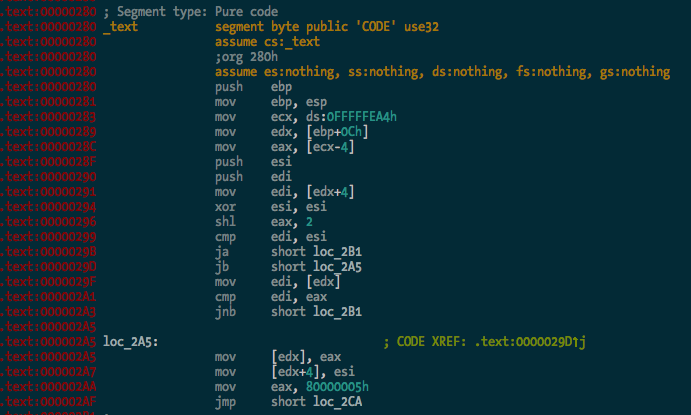 .text:00000280 ; Segment type: Pure code
.text:00000280 _text segment byte public 'CODE' use32
.text:00000280 assume cs:_text
.text:00000280 ;org 280h
.text:00000280 assume es:nothing, ss:nothing, ds:nothing, fs:nothing, gs:nothing
.text:00000280 push ebp
.text:00000281 mov ebp, esp
.text:00000283 mov ecx, ds:0FFFFFEA4h
.text:00000289 mov edx, [ebp+0Ch]
.text:0000028C mov eax, [ecx-4]
.text:0000028F push esi
.text:00000290 push edi
.text:00000291 mov edi, [edx+4]
.text:00000294 xor esi, esi
.text:00000296 shl eax, 2
.text:00000299 cmp edi, esi
.text:0000029B ja short loc_2B1
.text:0000029D jb short loc_2A5
.text:0000029F mov edi, [edx]
.text:000002A1 cmp edi, eax
.text:000002A3 jnb short loc_2B1
.text:000002A5
.text:000002A5 loc_2A5: ; CODE XREF: .text:0000029D↑j
.text:000002A5 mov [edx], eax
.text:000002A7 mov [edx+4], esi
.text:000002AA mov eax, 80000005h
.text:000002AF jmp short loc_2CA